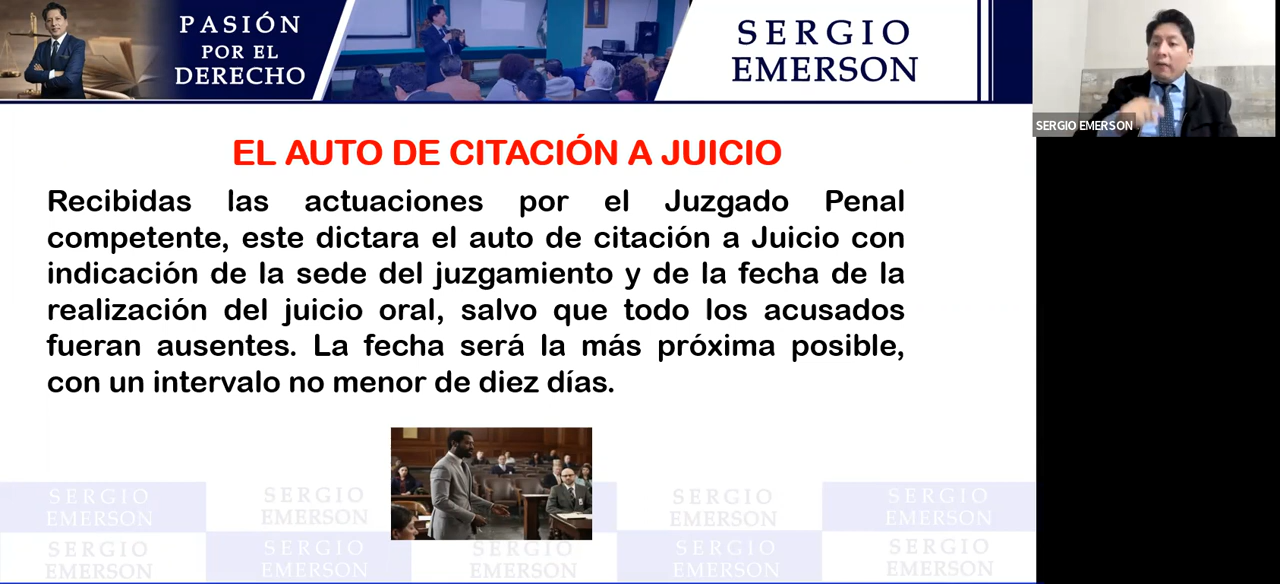 PASIÓN
POR EL
DERECHO
SERGIO
EMERSON
SERGIO EMERSON
EL AUTO DE CITACIÓN A JUICIO
Recibidas las actuaciones por el Juzgado Penal
competente, este dictara el auto de citación a Juicio con
indicación de la sede del juzgamiento y de la fecha de la
realización del juicio oral, salvo que todo los acusados
fueran ausentes. La fecha será la más próxima posible,
con un intervalo no menor de diez días.
SERGIO
EMERSON
SERGIO
EMERSON
SERGIO
EMERSON
SERGIO
EMERSON
SERGIO
EMERSON
SERGIO
EMERSON
SERGIO
EMERSON
SERGIO
EMERSON
SERGIO
EMERSON